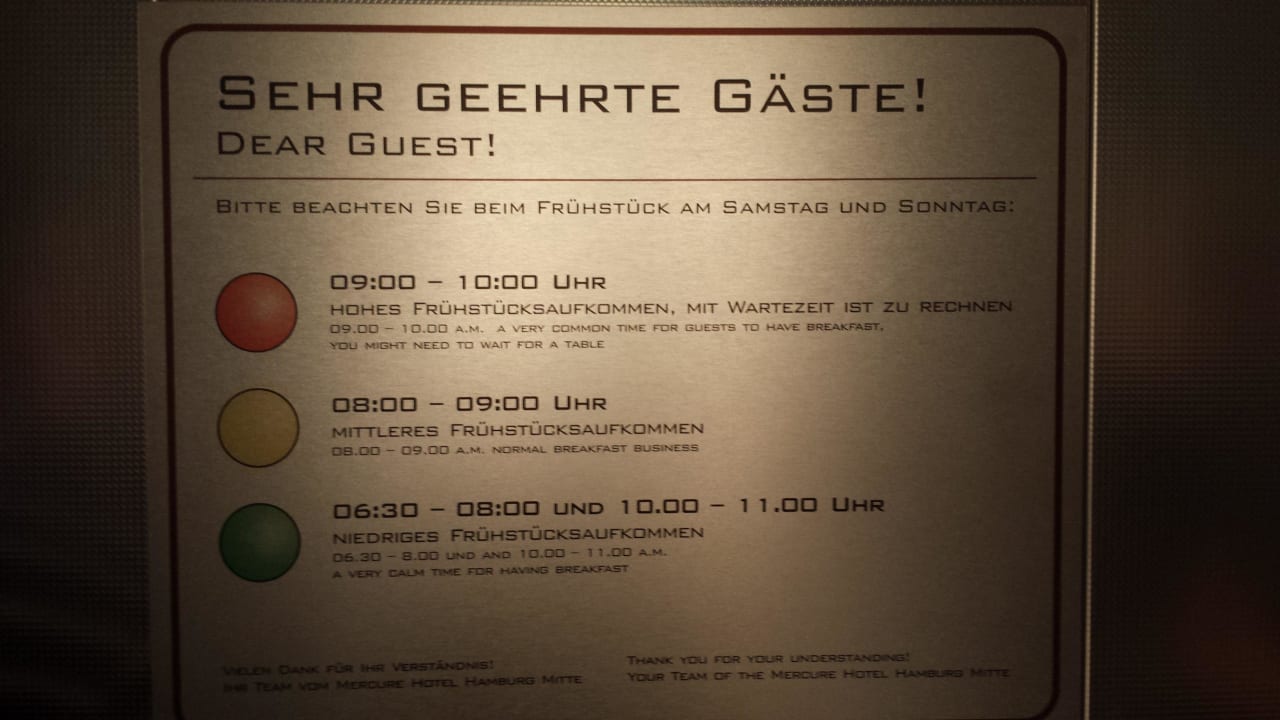 Sehr geehrte Gäste!
Dear Guest!
Bitte beachten Sie beim Frühstück am Samstag und Sonntag:
09:00 – 10:00 Uhr
hohes Frühstücksaufkommen, mit Wartezeit ist zu rechnen
09.00 – 10.00 a.m. a very common time for guests to have breakfast,
you might need to wait for a table
08:00 – 09:00 Uhr
mittleres Frühstücksaufkommen
08.00 – 09.00 a.m. normal breakfast business
06:30 – 08:00 und 10.00 – 11.00 Uhr
niedriges Frühstücksaufkommen
06.30 – 8.00 und and 10.00 – 11.00 a.m.
a very calm time for having breakfast
Vielen Dank für Ihr Verständnis!
Ihr Team vom Mercure Hotel Hamburg Mitte
Thank you for your understanding!
Your Team of the Mercure Hotel Hamburg Mitte